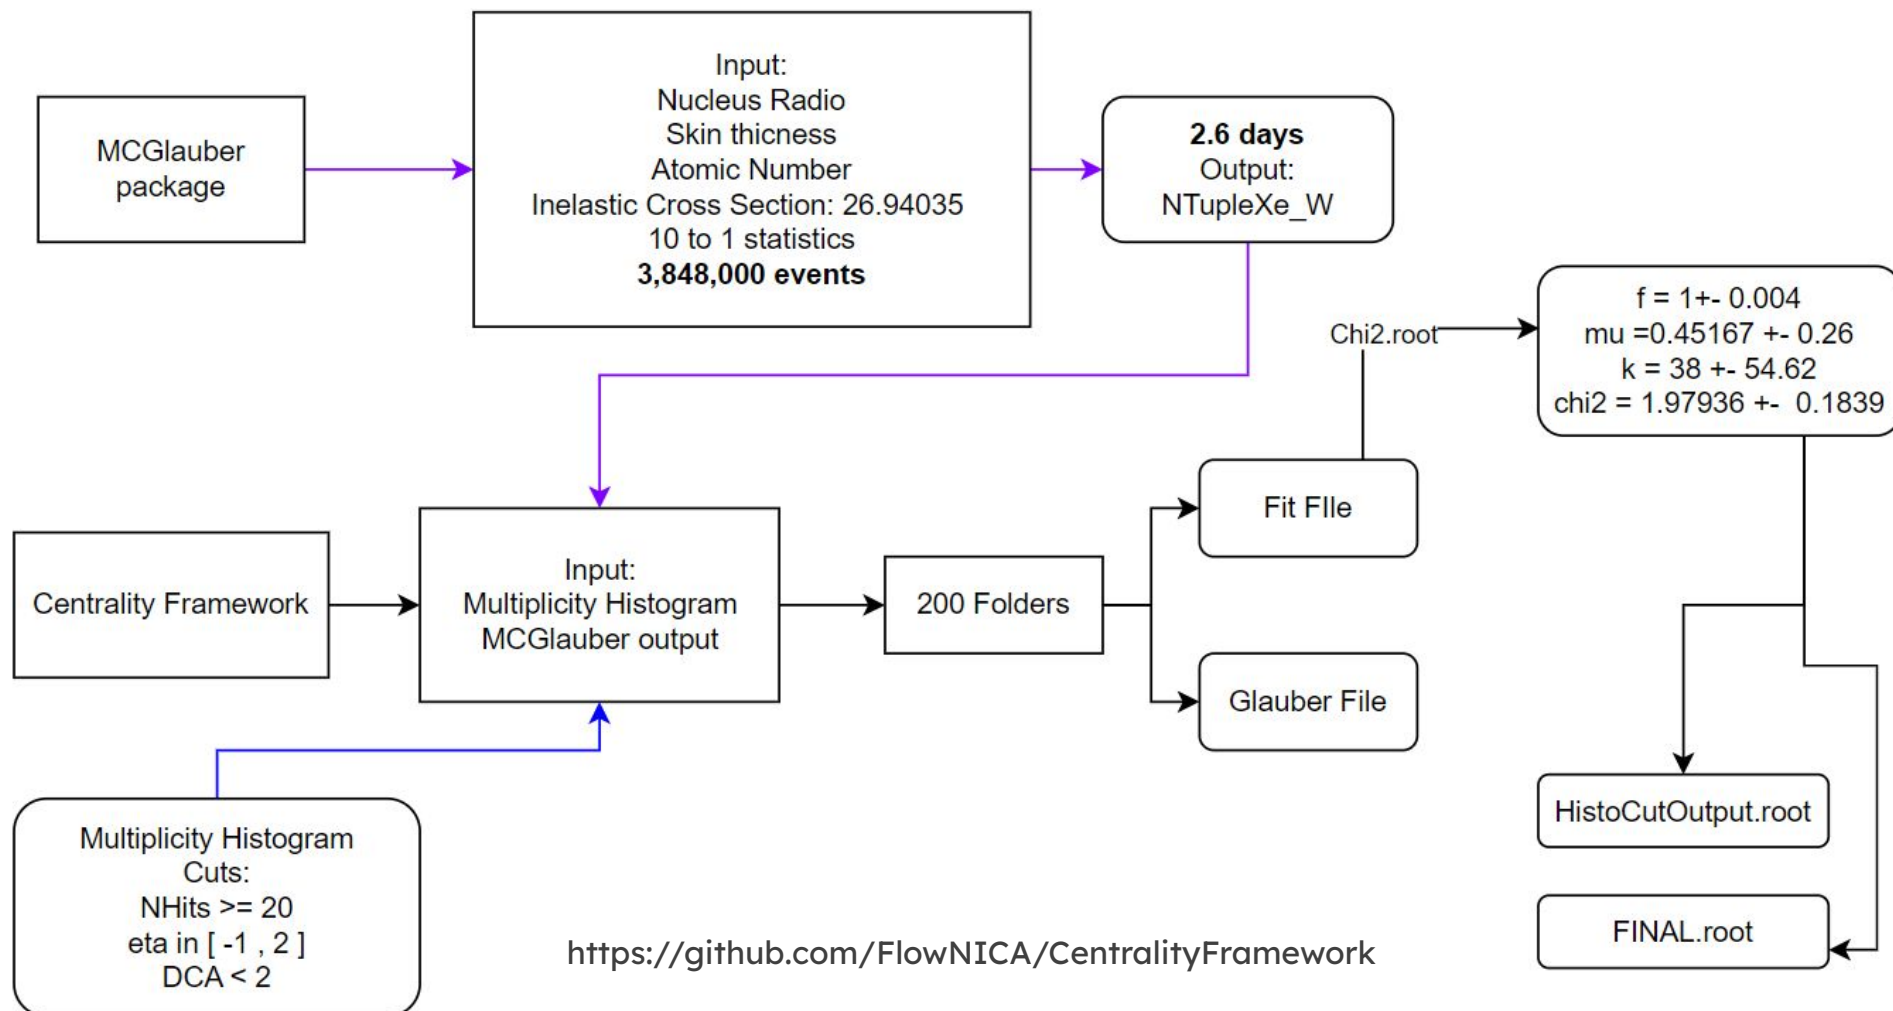 MCGlauber
package
Input:
Nucleus Radio
Skin thicness
Atomic Number
Inelastic Cross Section: 26.94035
10 to 1 statistics
3,848,000 events
2.6 days
Output:
NTupleXe_W
Chi2.root
f = 1+- 0.004
mu =0.45167 +- 0.26
k = 38 +- 54.62
chi2 = 1.97936 +-  0.1839
Centrality Framework
Input:
Multiplicity Histogram
MCGlauber output
200 Folders
Fit FIle
Glauber File
Multiplicity Histogram
Cuts:
NHits >= 20
eta in [ -1 , 2 ]
DCA < 2
HistoCutOutput.root
FINAL.root
https://github.com/FlowNICA/CentralityFramework